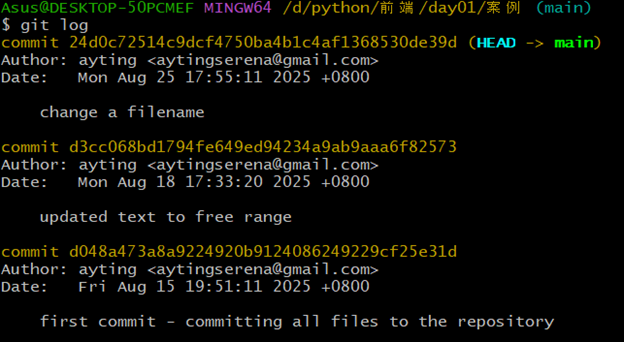 Asus@DESKTOP-50PCMEF MINGW64 /d/python/前端/day01/案例 (main)
$ git log
commit 24d0c72514c9dcf4750ba4b1c4af1368530de39d (HEAD -> main)
Author: ayting <aytingserena@gmail.com>
Date:   Mon Aug 25 17:55:11 2025 +0800

    change a filename

commit d3cc068bd1794fe649ed94234a9ab9aaa6f82573
Author: ayting <aytingserena@gmail.com>
Date:   Mon Aug 18 17:33:20 2025 +0800

    updated text to free range

commit d048a473a8a9224920b9124086249229cf25e31d
Author: ayting <aytingserena@gmail.com>
Date:   Fri Aug 15 19:51:11 2025 +0800

    first commit - committing all files to the repository